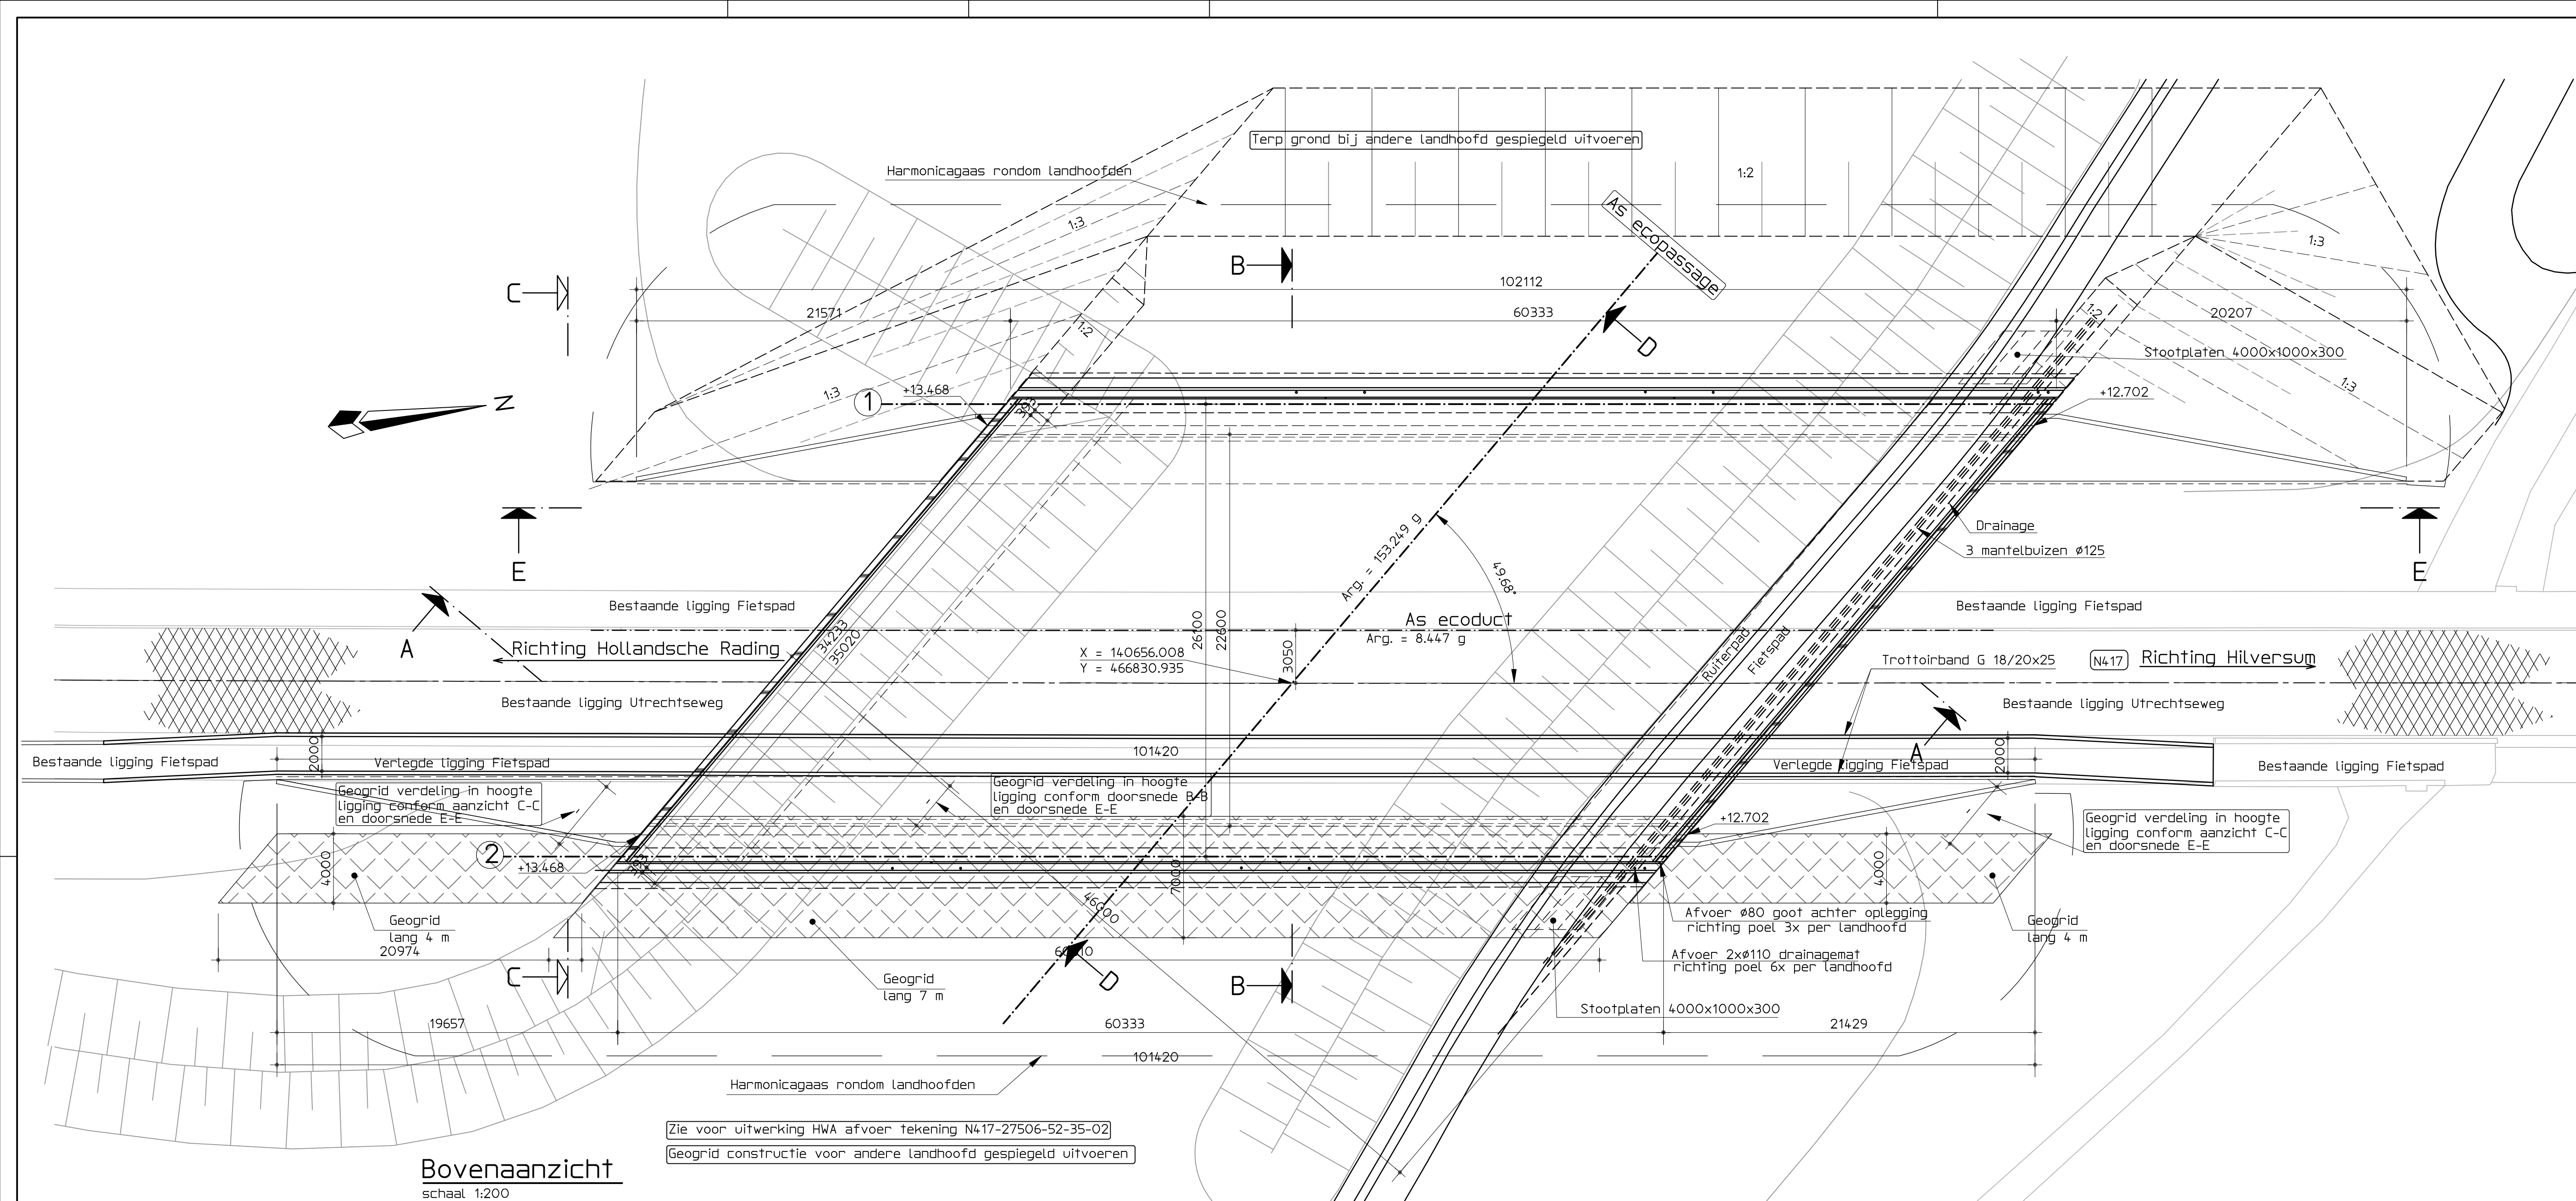 Terp grond bij andere landhoofd gespiegeld uitvoeren
Harmonicagaas rondom landhoofden
1:2
1:3
As ecopassage
1:3
B
C
102112
21571
60333
20207
D
1:2
1:2
Stootplaten 4000x1000x300
1:3
1:3
+13.468
1
393
+12.702
N
Drainage
3 mantelbuizen ø125
E
E
Arg. = 153.249 g
49.68°
Bestaande ligging Fietspad
Bestaande ligging Fietspad
As ecoduct
Arg. = 8.447 g
A
Richting Hollandsche Rading
34233
35020
26100
22600
3050
X = 140656.008
Y = 466830.935
Ruiterpad
Fietspad
Trottoirband G 18/20x25
N417
Richting Hilversum
Bestaande ligging Utrechtseweg
Bestaande ligging Utrechtseweg
A
2000
101420
2000
Bestaande ligging Fietspad
Verlegde ligging Fietspad
Verlegde ligging Fietspad
Bestaande ligging Fietspad
Geogrid verdeling in hoogte
ligging conform aanzicht C-C
en doorsnede E-E
Geogrid verdeling in hoogte
ligging conform doorsnede B-B
en doorsnede E-E
+12.702
Geogrid verdeling in hoogte
ligging conform aanzicht C-C
en doorsnede E-E
2
+13.468
393
4000
7000
4000
46000
Geogrid
lang 4 m
20974
Afvoer ø80 goot achter oplegging
richting poel 3x per landhoofd
Geogrid
lang 4 m
Afvoer 2xø110 drainagemat
richting poel 6x per landhoofd
C
Geogrid
lang 7 m
D
B
Stootplaten 4000x1000x300
19657
60333
21429
101420
Harmonicagaas rondom landhoofden
Zie voor uitwerking HWA afvoer tekening N417-27506-52-35-02
Geogrid constructie voor andere landhoofd gespiegeld uitvoeren
Bovenaanzicht
schaal 1:200